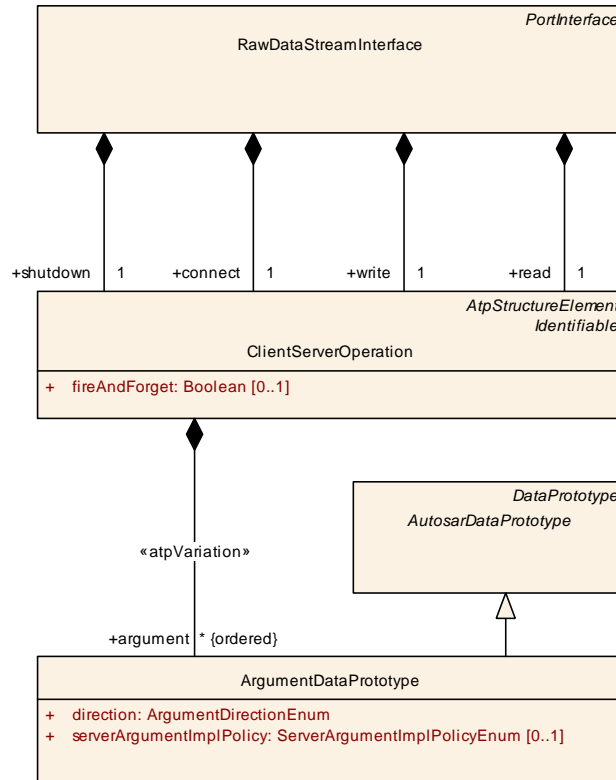 PortInterface
RawDataStreamInterface
+shutdown 1 +connect 1 +write 1 +read 1
AtpStructureElement
Identifiable
ClientServerOperation
+ fireAndForget: Boolean [0..1]
DataPrototype
AutosarDataPrototype
«atpVariation»
+argument * {ordered}
ArgumentDataPrototype
+ direction: ArgumentDirectionEnum
+ serverArgumentImplPolicy: ServerArgumentImplPolicyEnum [0..1]